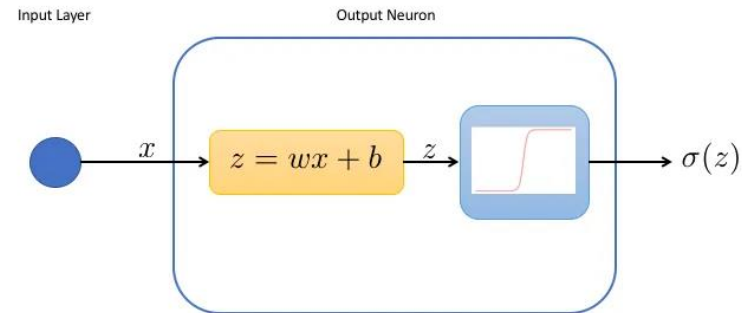 Input Layer
Output Neuron
x
z = wx + b
z
σ(z)